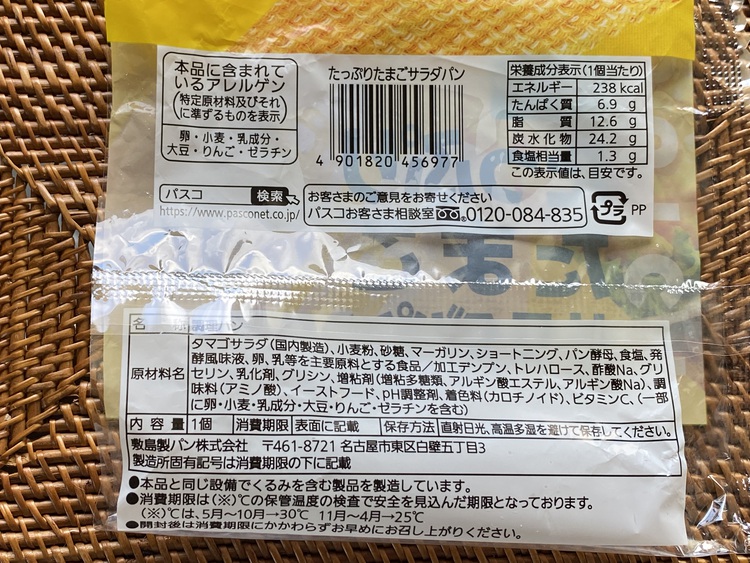 本品に含まれて
いるアレルゲン
(特定原材料及びそれ
に準ずるものを表示)
卵・小麦・乳成分・
大豆・りんご・ゼラチン
たっぷりたまごサラダパン
4 901820 456977
栄養成分表示(1個当たり)
エネルギー 238 kcal
たんぱく質 6.9 g
脂質 12.6 g
炭水化物 24.2 g
食塩相当量 1.3 g
この表示値は、目安です。
パスコ 検索
https://www.pasconet.co.jp/
お客さまのご意見をお寄せください
パスコお客さま相談室 0120-084-835
プラ PP
名 調理パン
原材料名
タマゴサラダ(国内製造)、小麦粉、砂糖、マーガリン、ショートニング、パン酵母、食塩、発
酵風味液、卵、乳等を主要原料とする食品/加工デンプン、トレハロース、酢酸Na、グリ
セリン、乳化剤、グリシン、増粘剤(増粘多糖類、アルギン酸エステル、アルギン酸Na)、調
味料(アミノ酸)、イーストフード、pH調整剤、着色料(カロチノイド)、ビタミンC、(一部
に卵・小麦・乳成分・大豆・りんご・ゼラチンを含む)
内容量 1個 消費期限 表面に記載 保存方法 直射日光、高温多湿を避けて保存してください。
敷島製パン株式会社 〒461-8721 名古屋市東区白壁五丁目3
製造所固有記号は消費期限の下に記載
●本品と同じ設備でくるみを含む製品を製造しています。
●消費期限は(※)℃の保管温度の検査で安全を見込んだ期限となっております。
(※)℃は、5月〜10月→30℃ 11月〜4月→25℃
●開封後は消費期限にかかわらずお早めにお召し上がりください。